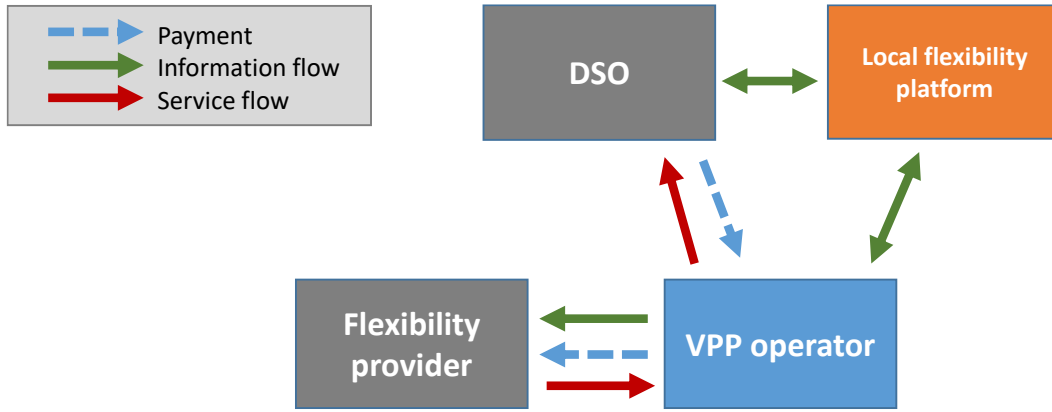 Payment
Information flow
Service flow
DSO
Local flexibility
platform
Flexibility
provider
VPP operator